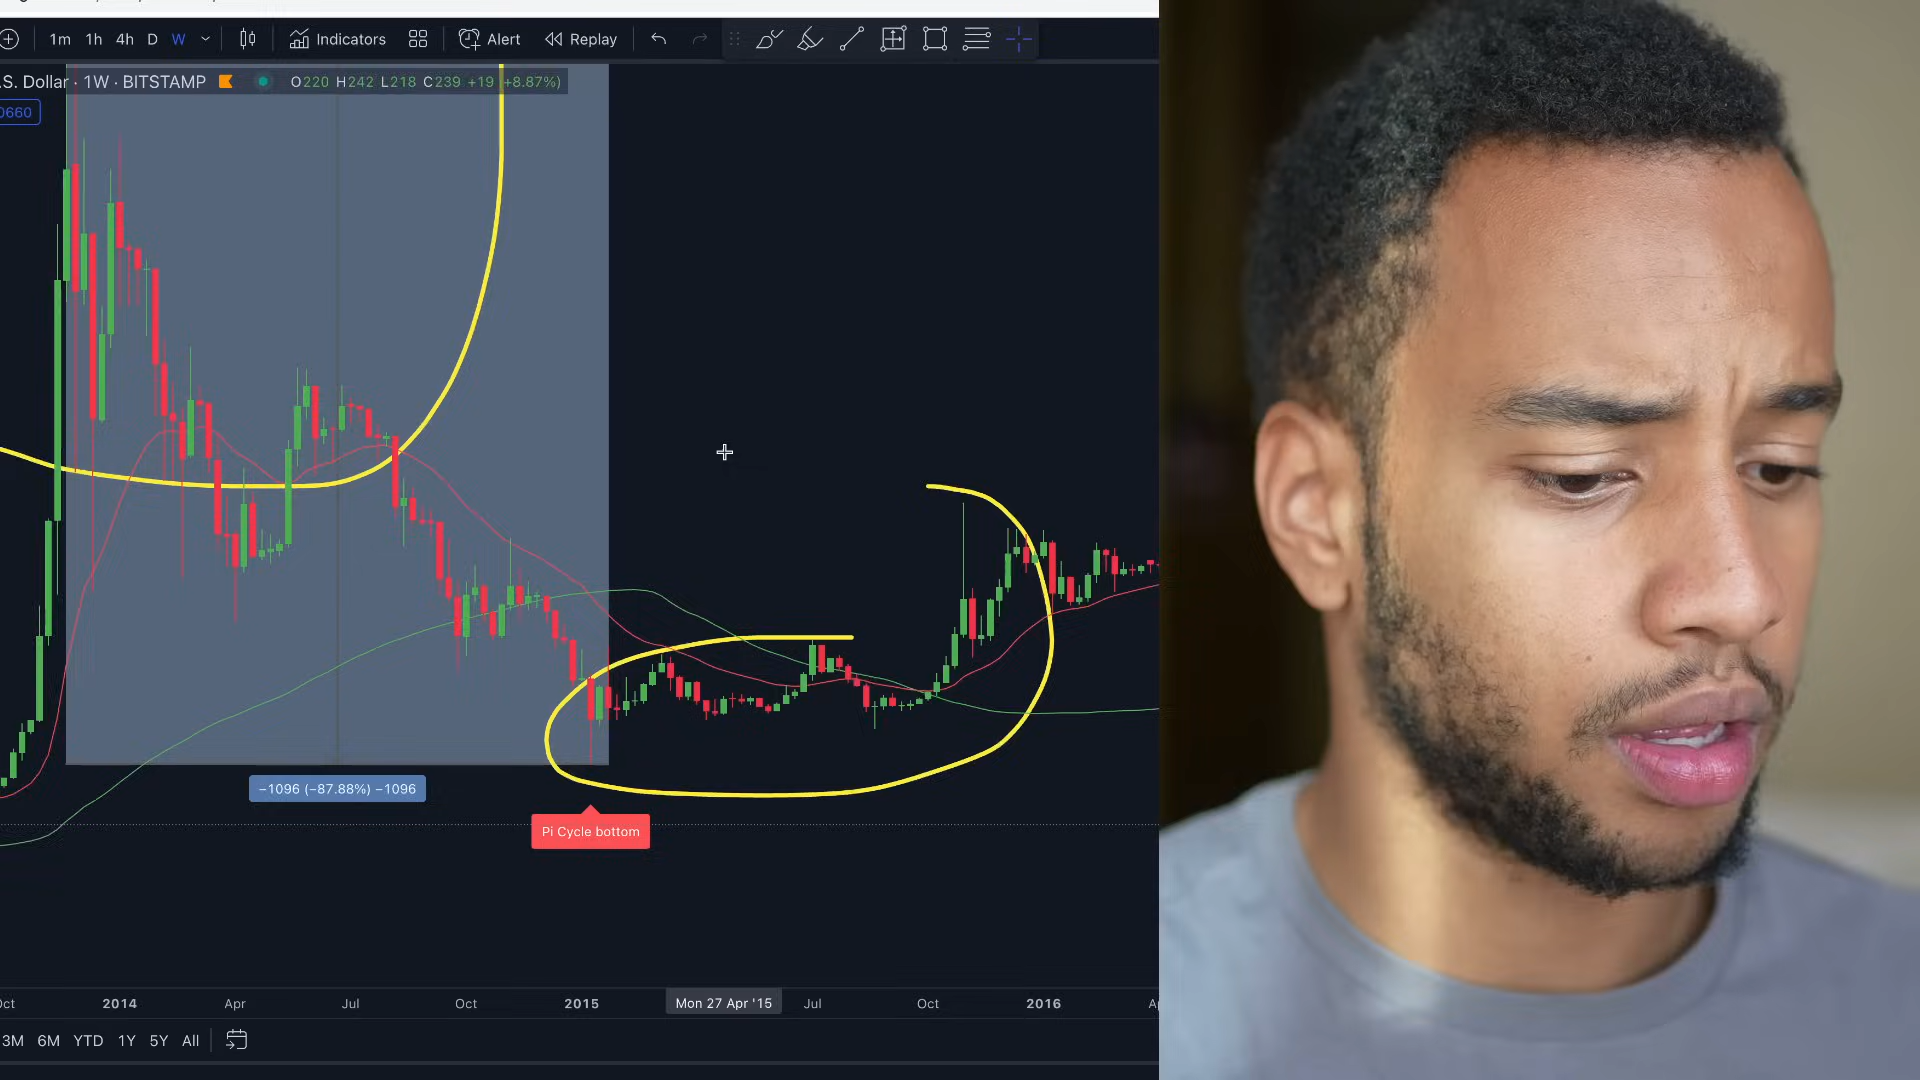 1m 1h 4h D W Indicators Alert Replay
.S. Dollar · 1W · BITSTAMP O220 H242 L218 C239 +19 (+8.87%)
0660
−1096 (−87.88%) −1096
Pi Cycle bottom
Oct 2014 Apr Jul Oct 2015 Mon 27 Apr '15 Jul Oct 2016
3M 6M YTD 1Y 5Y All